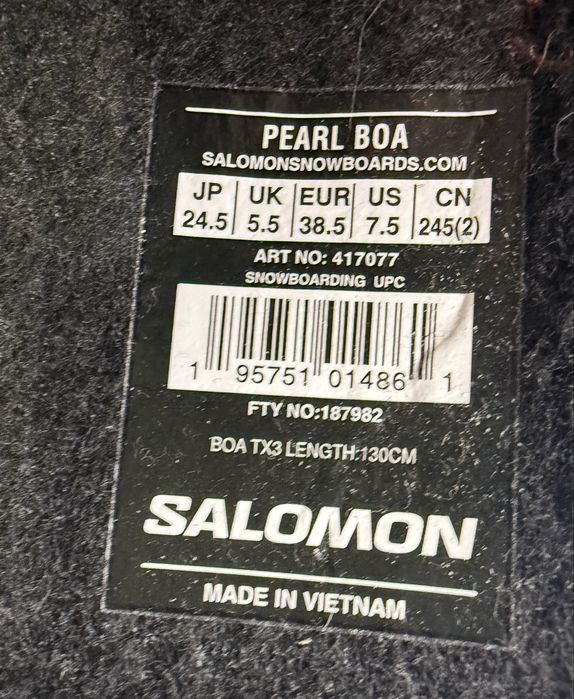 PEARL BOA
SALOMONSNOWBOARDS.COM
JP UK EUR US CN
24.5 5.5 38.5 7.5 245(2)
ART NO: 417077
SNOWBOARDING UPC
1 95751 01486 1
FTY NO:187982
BOA TX3 LENGTH:130CM
SALOMON
MADE IN VIETNAM